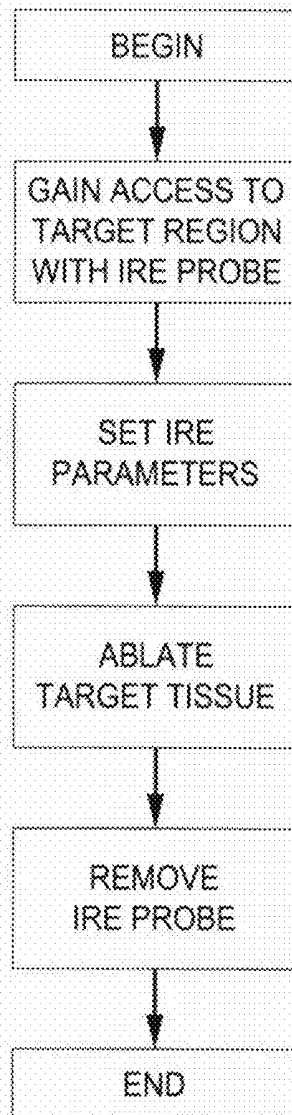 BEGIN
GAIN ACCESS TO
TARGET REGION
WITH IRE PROBE
SET IRE
PARAMETERS
ABLATE
TARGET TISSUE
REMOVE
IRE PROBE
END